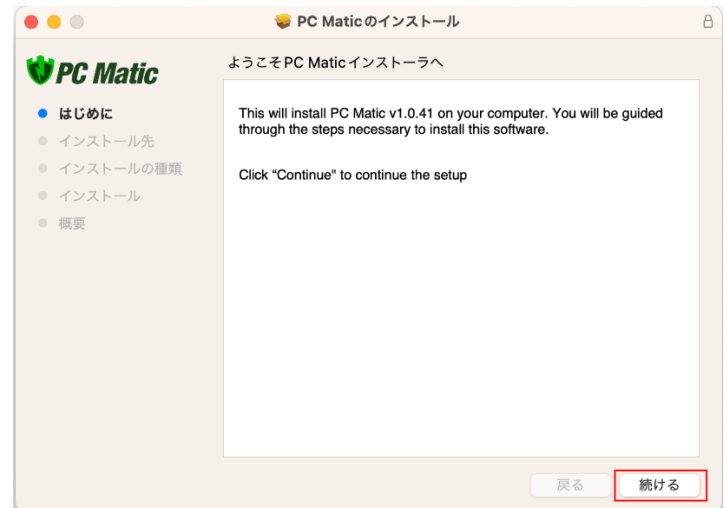 PC Maticのインストール
PC Matic
ようこそPC Maticインストーラへ
はじめに
インストール先
インストールの種類
インストール
概要
This will install PC Matic v1.0.41 on your computer. You will be guided
through the steps necessary to install this software.
Click “Continue" to continue the setup
戻る
続ける